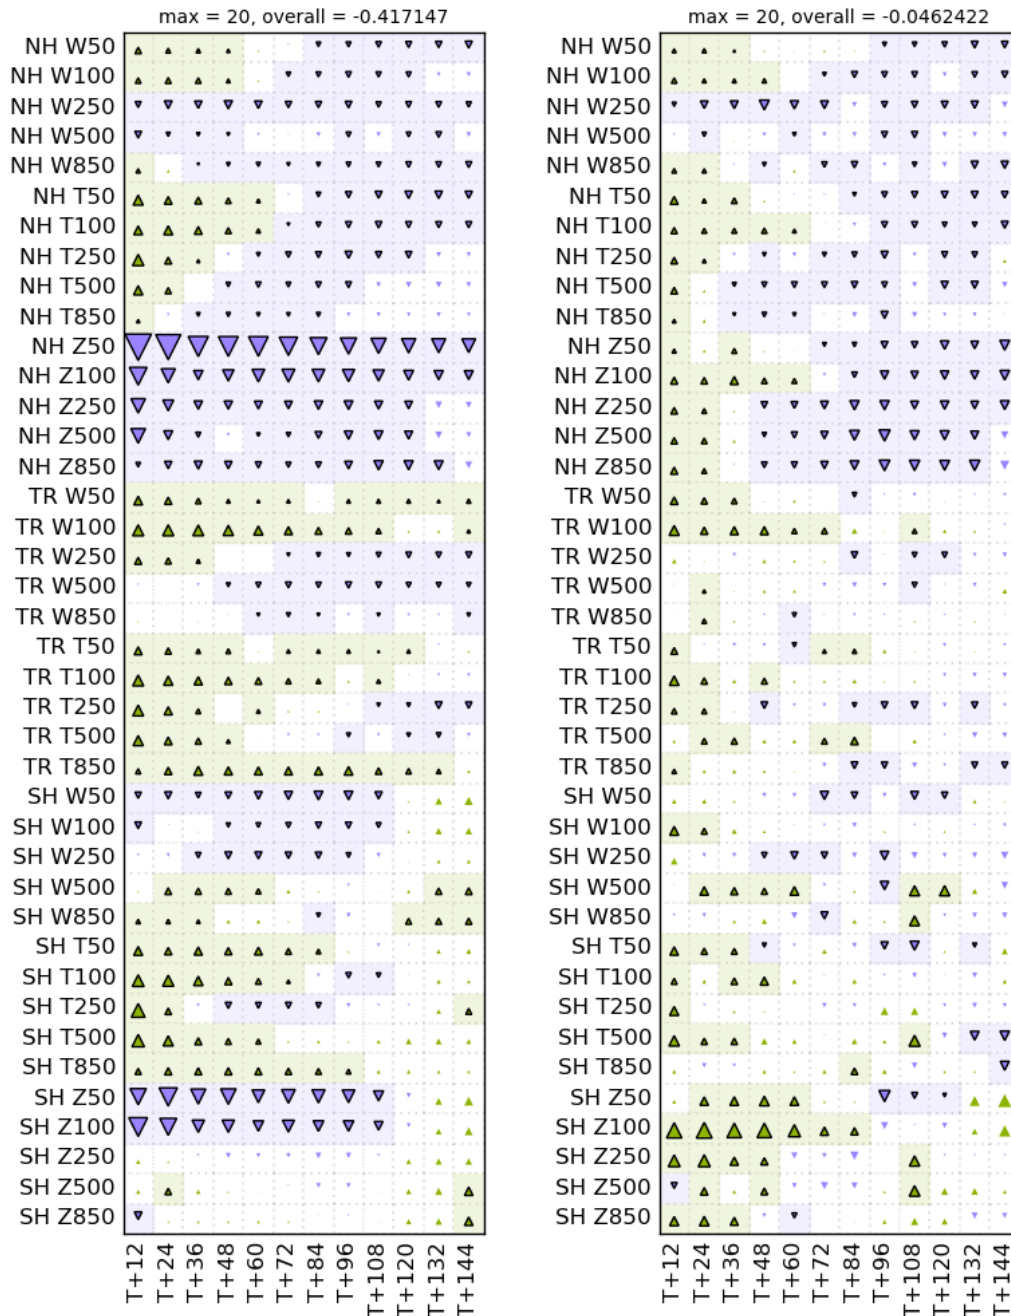 max = 20, overall = -0.417147
NH W50
NH W100
NH W250
NH W500
NH W850
NH T50
NH T100
NH T250
NH T500
NH T850
NH Z50
NH Z100
NH Z250
NH Z500
NH Z850
TR W50
TR W100
TR W250
TR W500
TR W850
TR T50
TR T100
TR T250
TR T500
TR T850
SH W50
SH W100
SH W250
SH W500
SH W850
SH T50
SH T100
SH T250
SH T500
SH T850
SH Z50
SH Z100
SH Z250
SH Z500
SH Z850
T+12
T+24
T+36
T+48
T+60
T+72
T+84
T+96
T+108
T+120
T+132
T+144
max = 20, overall = -0.0462422
NH W50
NH W100
NH W250
NH W500
NH W850
NH T50
NH T100
NH T250
NH T500
NH T850
NH Z50
NH Z100
NH Z250
NH Z500
NH Z850
TR W50
TR W100
TR W250
TR W500
TR W850
TR T50
TR T100
TR T250
TR T500
TR T850
SH W50
SH W100
SH W250
SH W500
SH W850
SH T50
SH T100
SH T250
SH T500
SH T850
SH Z50
SH Z100
SH Z250
SH Z500
SH Z850
T+12
T+24
T+36
T+48
T+60
T+72
T+84
T+96
T+108
T+120
T+132
T+144